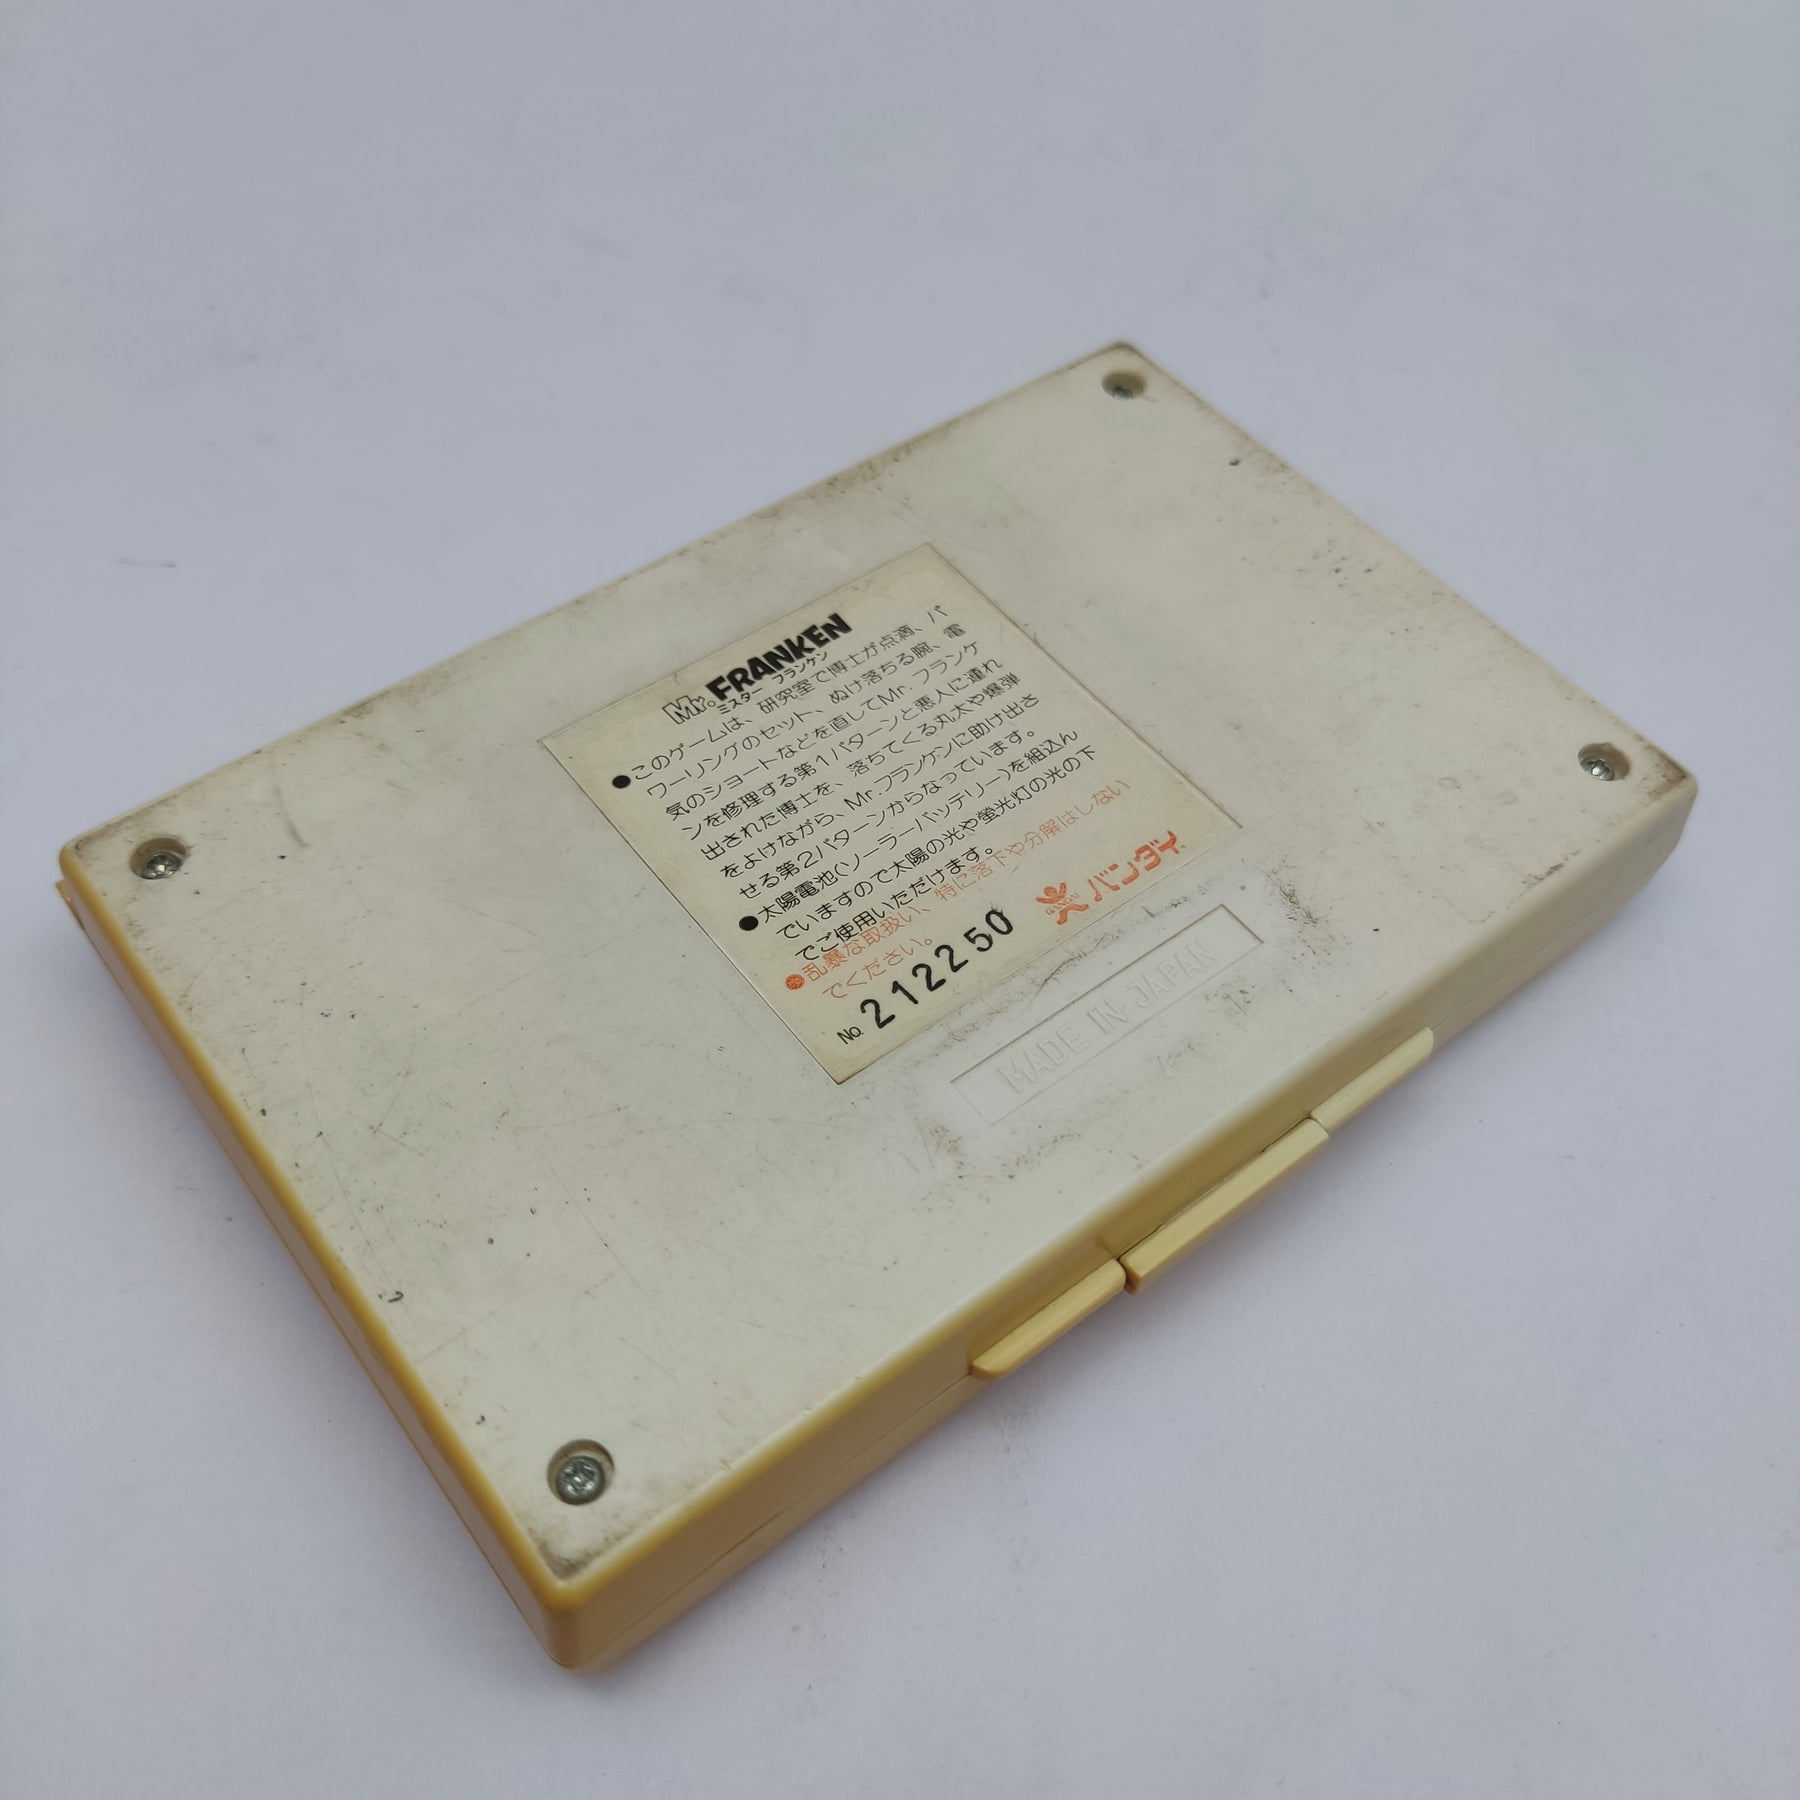 Mr. FRANKEN
ミスター フランケン
●このゲームは、研究室で博士が点滴、パ
ワーリングのセット、ぬけ落ちる腕、電
気のショートなどを直してMr.フランケ
ンを修理する第1パターンと悪人に連れ
出された博士を、落ちてくる丸太や爆弾
をよけながら、Mr.フランケンに助け出さ
せる第2パターンからなっています。
●太陽電池(ソーラーバッテリー)を組込ん
でいますので太陽の光や螢光灯の光の下
でご使用いただけます。
●乱暴な取扱い、特に落下や分解はしない
でください。
No. 212250
BANDAI バンダイ
MADE IN JAPAN